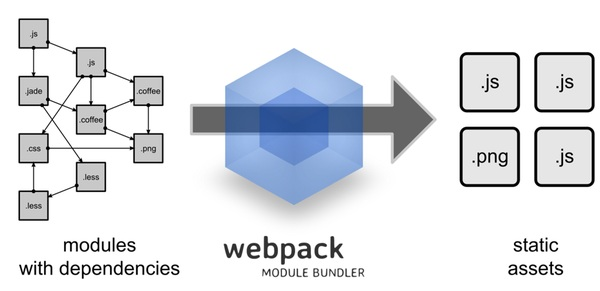 .js
.js
.jade
.coffee
.coffee
.css
.png
.less
.less
modules
with dependencies
webpack
MODULE BUNDLER
.js
.js
.png
.js
static
assets